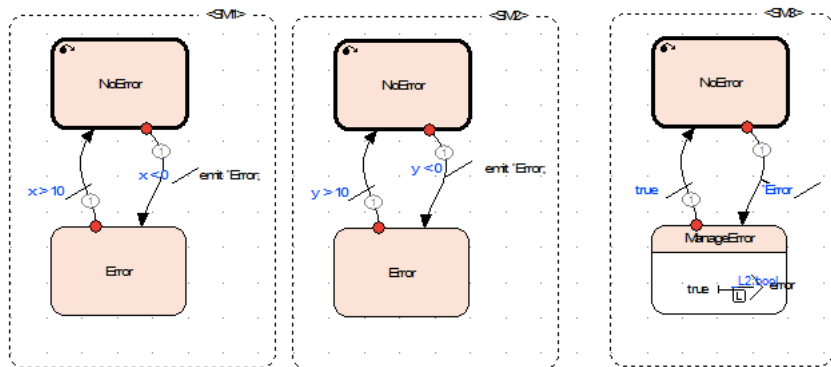 <SM1>
NoError
1
x<0
emit 'Error;
x>10
1
Error
<SM2>
NoError
1
y<0
emit 'Error;
y>10
1
Error
<SM3>
NoError
1
true
'Error
1
ManageError
L2:bool
true
L
error